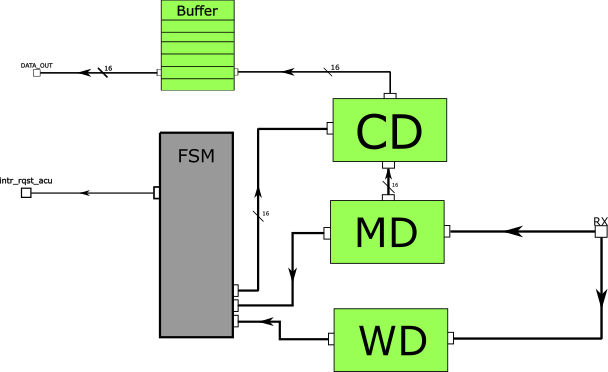 Buffer
DATA_OUT
16
16
CD
FSM
intr_rqst_acu
16
16
MD
RX
WD